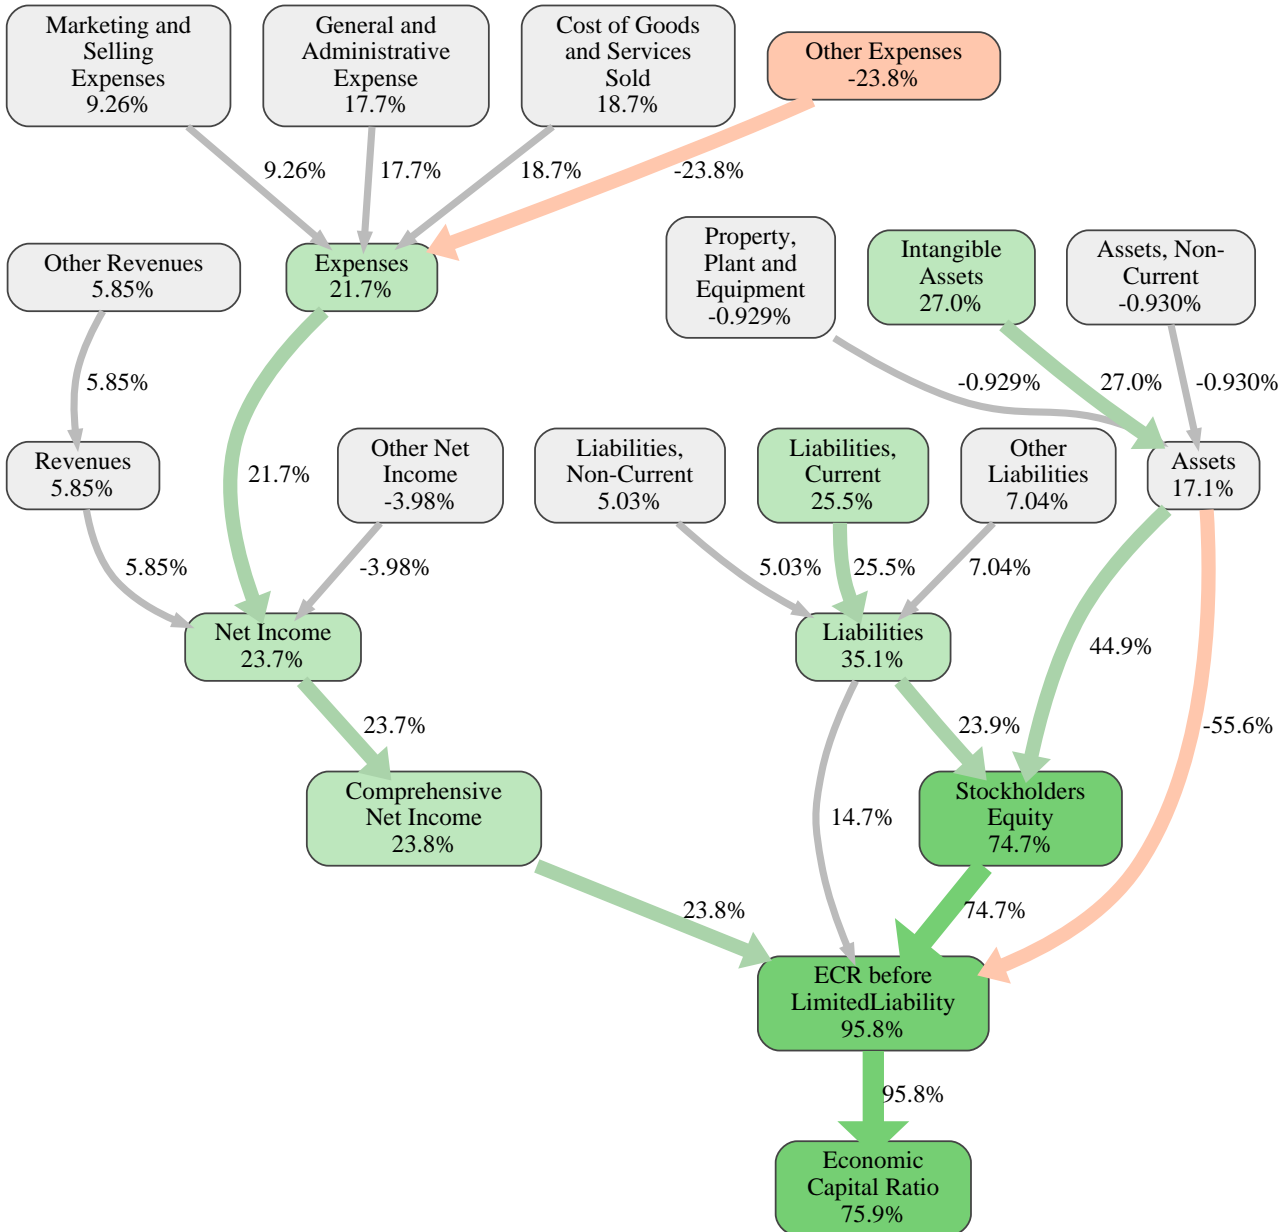 Marketing and
Selling
Expenses
9.26%
General and
Administrative
Expense
17.7%
Cost of Goods
and Services
Sold
18.7%
Other Expenses
-23.8%
9.26%
17.7%
18.7%
-23.8%
Other Revenues
5.85%
Expenses
21.7%
Property,
Plant and
Equipment
-0.929%
Intangible
Assets
27.0%
Assets, Non-
Current
-0.930%
5.85%
-0.929%
27.0%
-0.930%
Revenues
5.85%
21.7%
Other Net
Income
-3.98%
Liabilities,
Non-Current
5.03%
Liabilities,
Current
25.5%
Other
Liabilities
7.04%
Assets
17.1%
5.85%
-3.98%
5.03%
25.5%
7.04%
Net Income
23.7%
Liabilities
35.1%
44.9%
23.7%
23.9%
-55.6%
Comprehensive
Net Income
23.8%
14.7%
Stockholders
Equity
74.7%
23.8%
74.7%
ECR before
LimitedLiability
95.8%
95.8%
Economic
Capital Ratio
75.9%